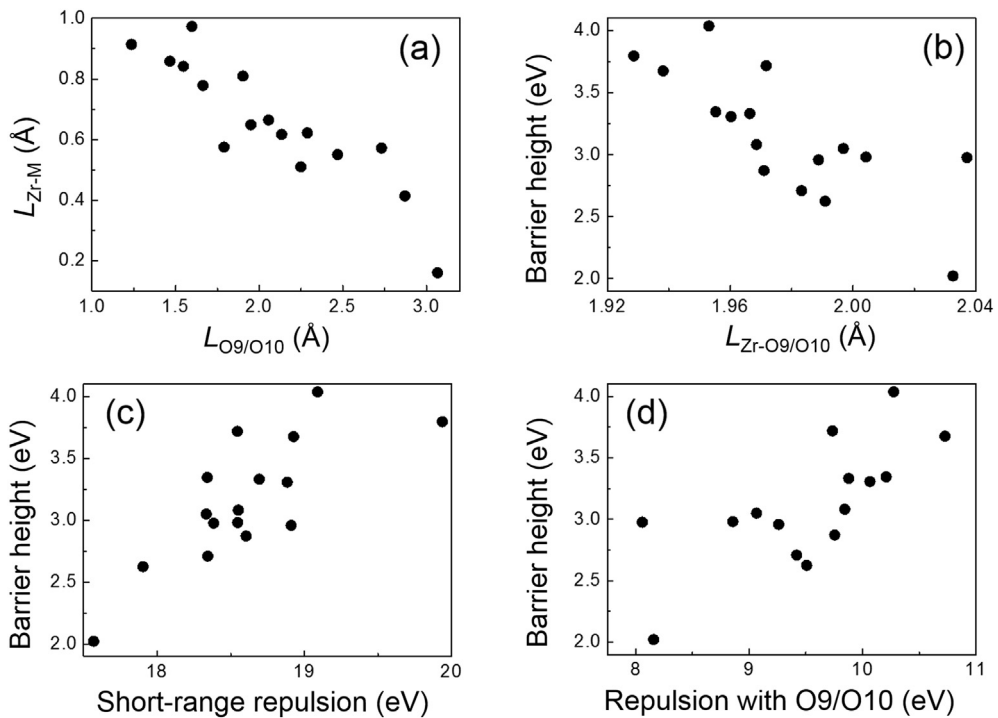 (a)
L Zr-M (Å)
1.0
0.8
0.6
0.4
0.2
1.0 1.5 2.0 2.5 3.0
L O9/O10 (Å)
(b)
Barrier height (eV)
4.0
3.5
3.0
2.5
2.0
1.92 1.96 2.00 2.04
L Zr-O9/O10 (Å)
(c)
Barrier height (eV)
4.0
3.5
3.0
2.5
2.0
18 19 20
Short-range repulsion (eV)
(d)
Barrier height (eV)
4.0
3.5
3.0
2.5
2.0
8 9 10 11
Repulsion with O9/O10 (eV)